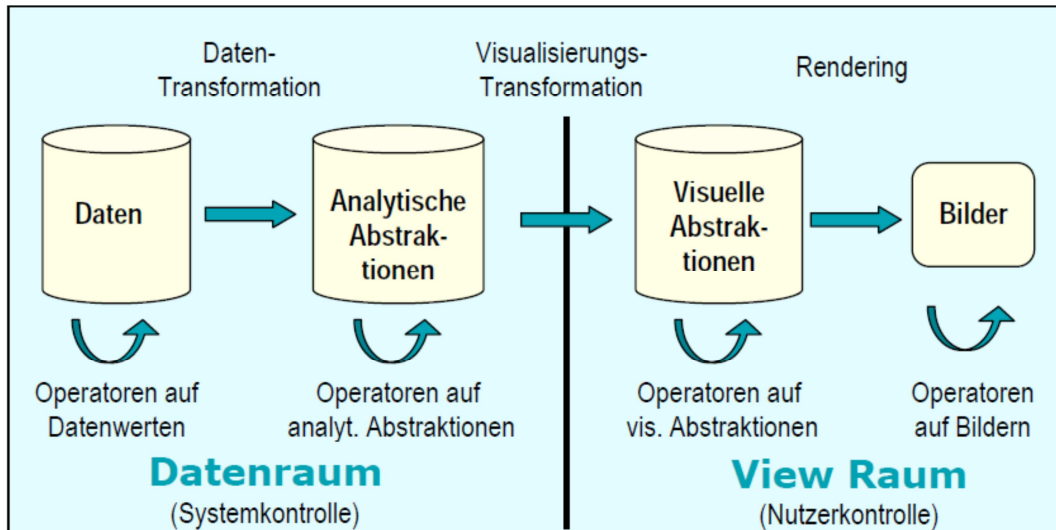 Daten-
Transformation
Visualisierungs-
Transformation
Rendering
Daten
Analytische
Abstrak-
tionen
Visuelle
Abstrak-
tionen
Bilder
Operatoren auf
Datenwerten
Operatoren auf
analyt. Abstraktionen
Operatoren auf
vis. Abstraktionen
Operatoren
auf Bildern
Datenraum
(Systemkontrolle)
View Raum
(Nutzerkontrolle)